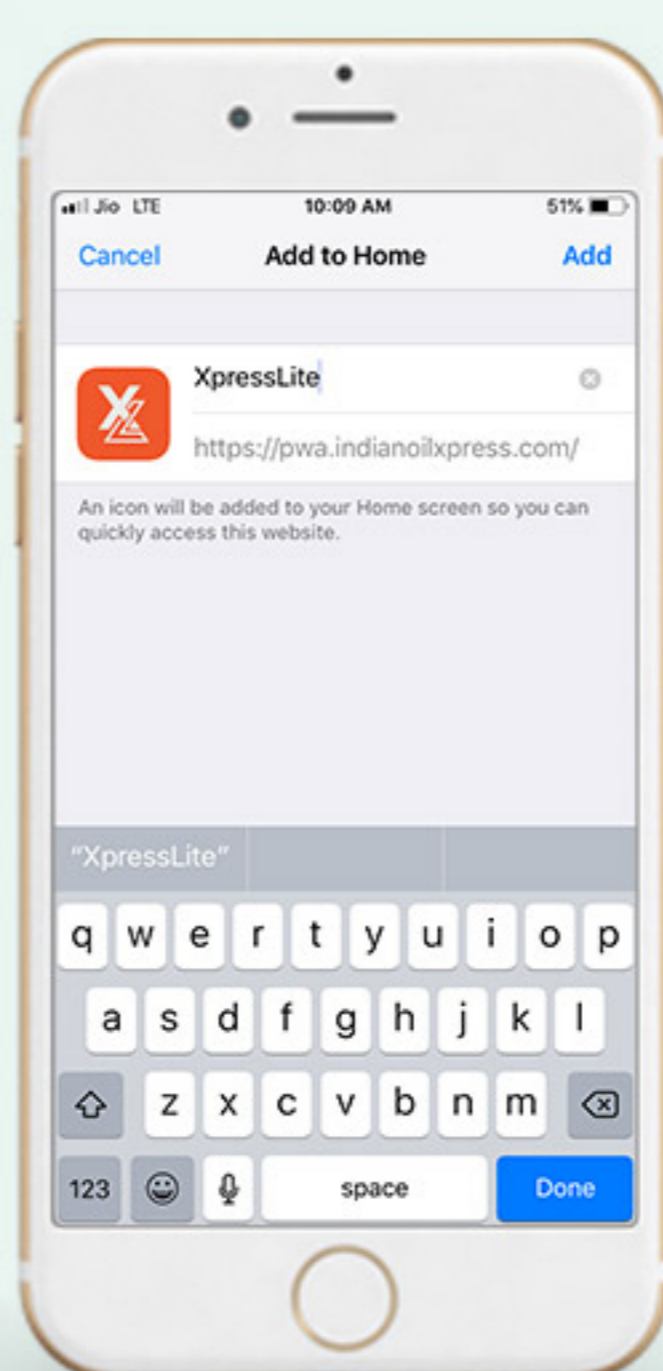 Jio LTE 10:09 AM 51%
Cancel Add to Home Add
XpressLite
https://pwa.indianoilxpress.com/
An icon will be added to your Home screen so you can
quickly access this website.
"XpressLite"
q w e r t y u i o p
a s d f g h j k l
z x c v b n m
123 space Done